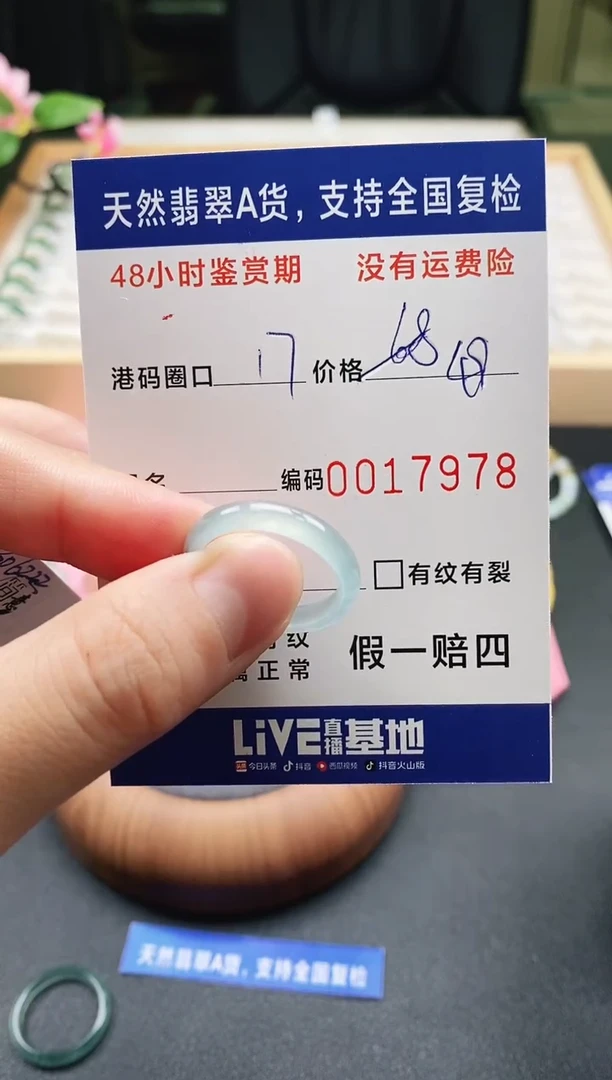 天然翡翠A货，支持全国复检
48小时鉴赏期 没有运费险
港码圈口 17 价格 68
编码0017978
□有纹有裂
假一赔四
正常
LiVE直播基地
今日头条 抖音 西瓜视频 抖音火山版
天然翡翠A货，支持全国复检